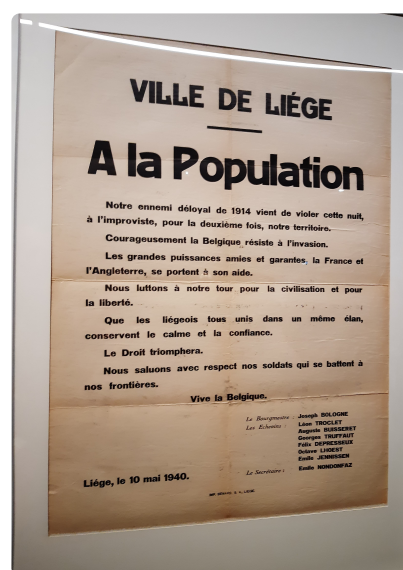 VILLE DE LIÉGE
A la Population
Notre ennemi déloyal de 1914 vient de violer cette nuit,
à l'improviste, pour la deuxième fois, notre territoire.
Courageusement la Belgique résiste à l'invasion.
Les grandes puissances amies et garantes, la France et
l'Angleterre, se portent à son aide.
Nous luttons à notre tour pour la civilisation et pour
la liberté.
Que les liégeois tous unis dans un même élan,
conservent le calme et la confiance.
Le Droit triomphera.
Nous saluons avec respect nos soldats qui se battent à
nos frontières.
Vive la Belgique.
Le Bourgmestre : Joseph BOLOGNE
Les Échevins : Léon TROCLET
Auguste BUISSERET
Georges TRUFFAUT
Félix DEPRESSEUX
Octave LHOEST
Emile JENNISSEN
Le Secrétaire : Emile NONDONFAZ
Liége, le 10 mai 1940.